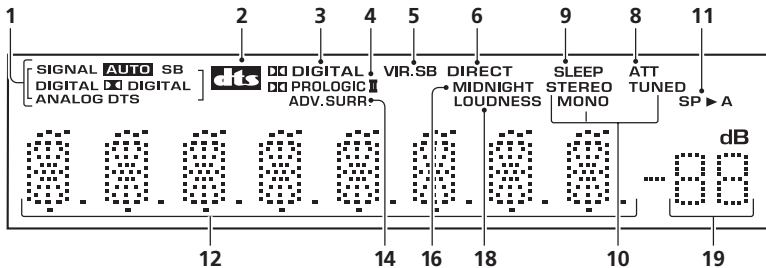 1 2 3 4 5 6 9 8 11
SIGNAL AUTO SB dts DIGITAL VIR.SB DIRECT SLEEP ATT
DIGITAL DIGITAL PROLOGIC II MIDNIGHT STEREO TUNED
ANALOG DTS ADV.SURR. LOUDNESS MONO SP ► A
dB
12 14 16 18 10 19